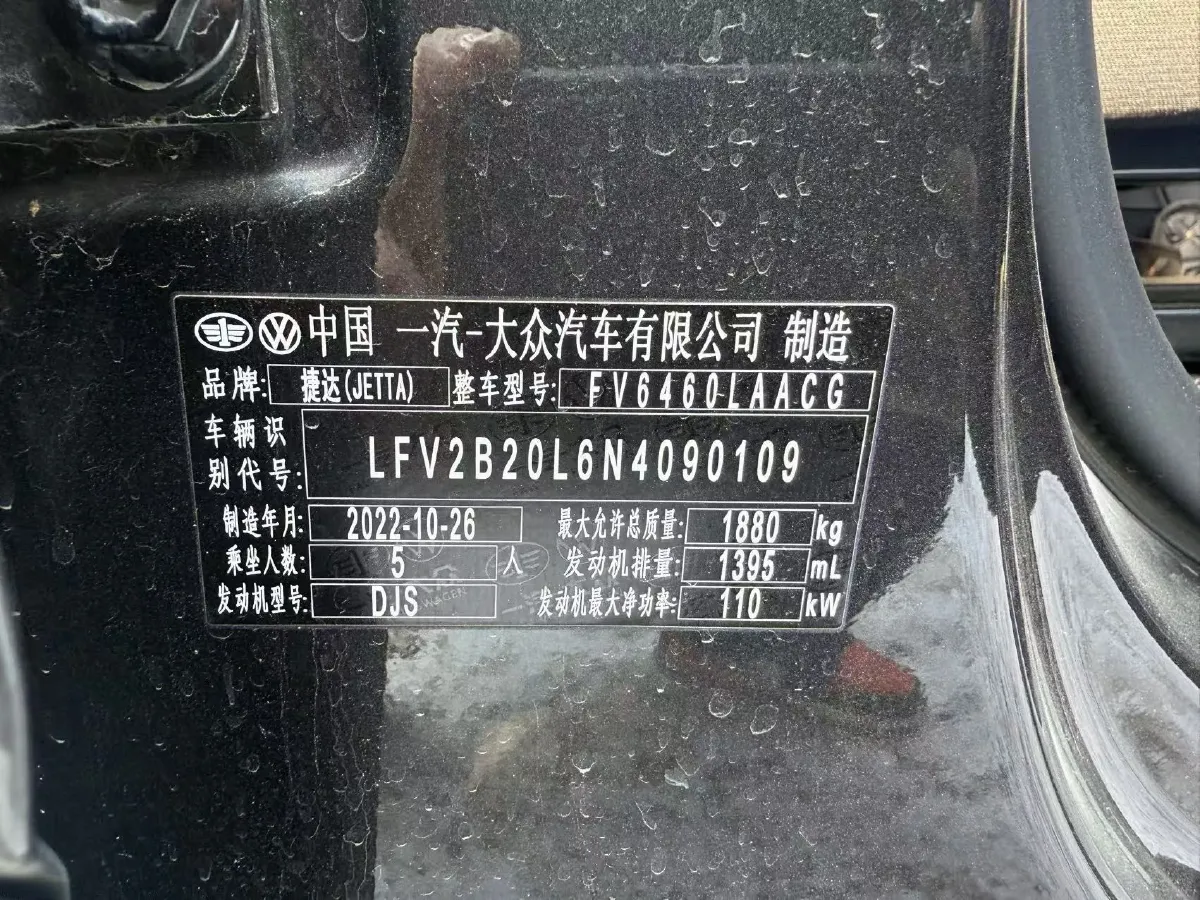 中国 一汽-大众汽车有限公司 制造
品牌: 捷达(JETTA) 整车型号: FV6460LAACG
车辆识别代号: LFV2B20L6N4090109
制造年月: 2022-10-26 最大允许总质量: 1880 kg
乘坐人数: 5 人 发动机排量: 1395 mL
发动机型号: DJS 发动机最大净功率: 110 kW